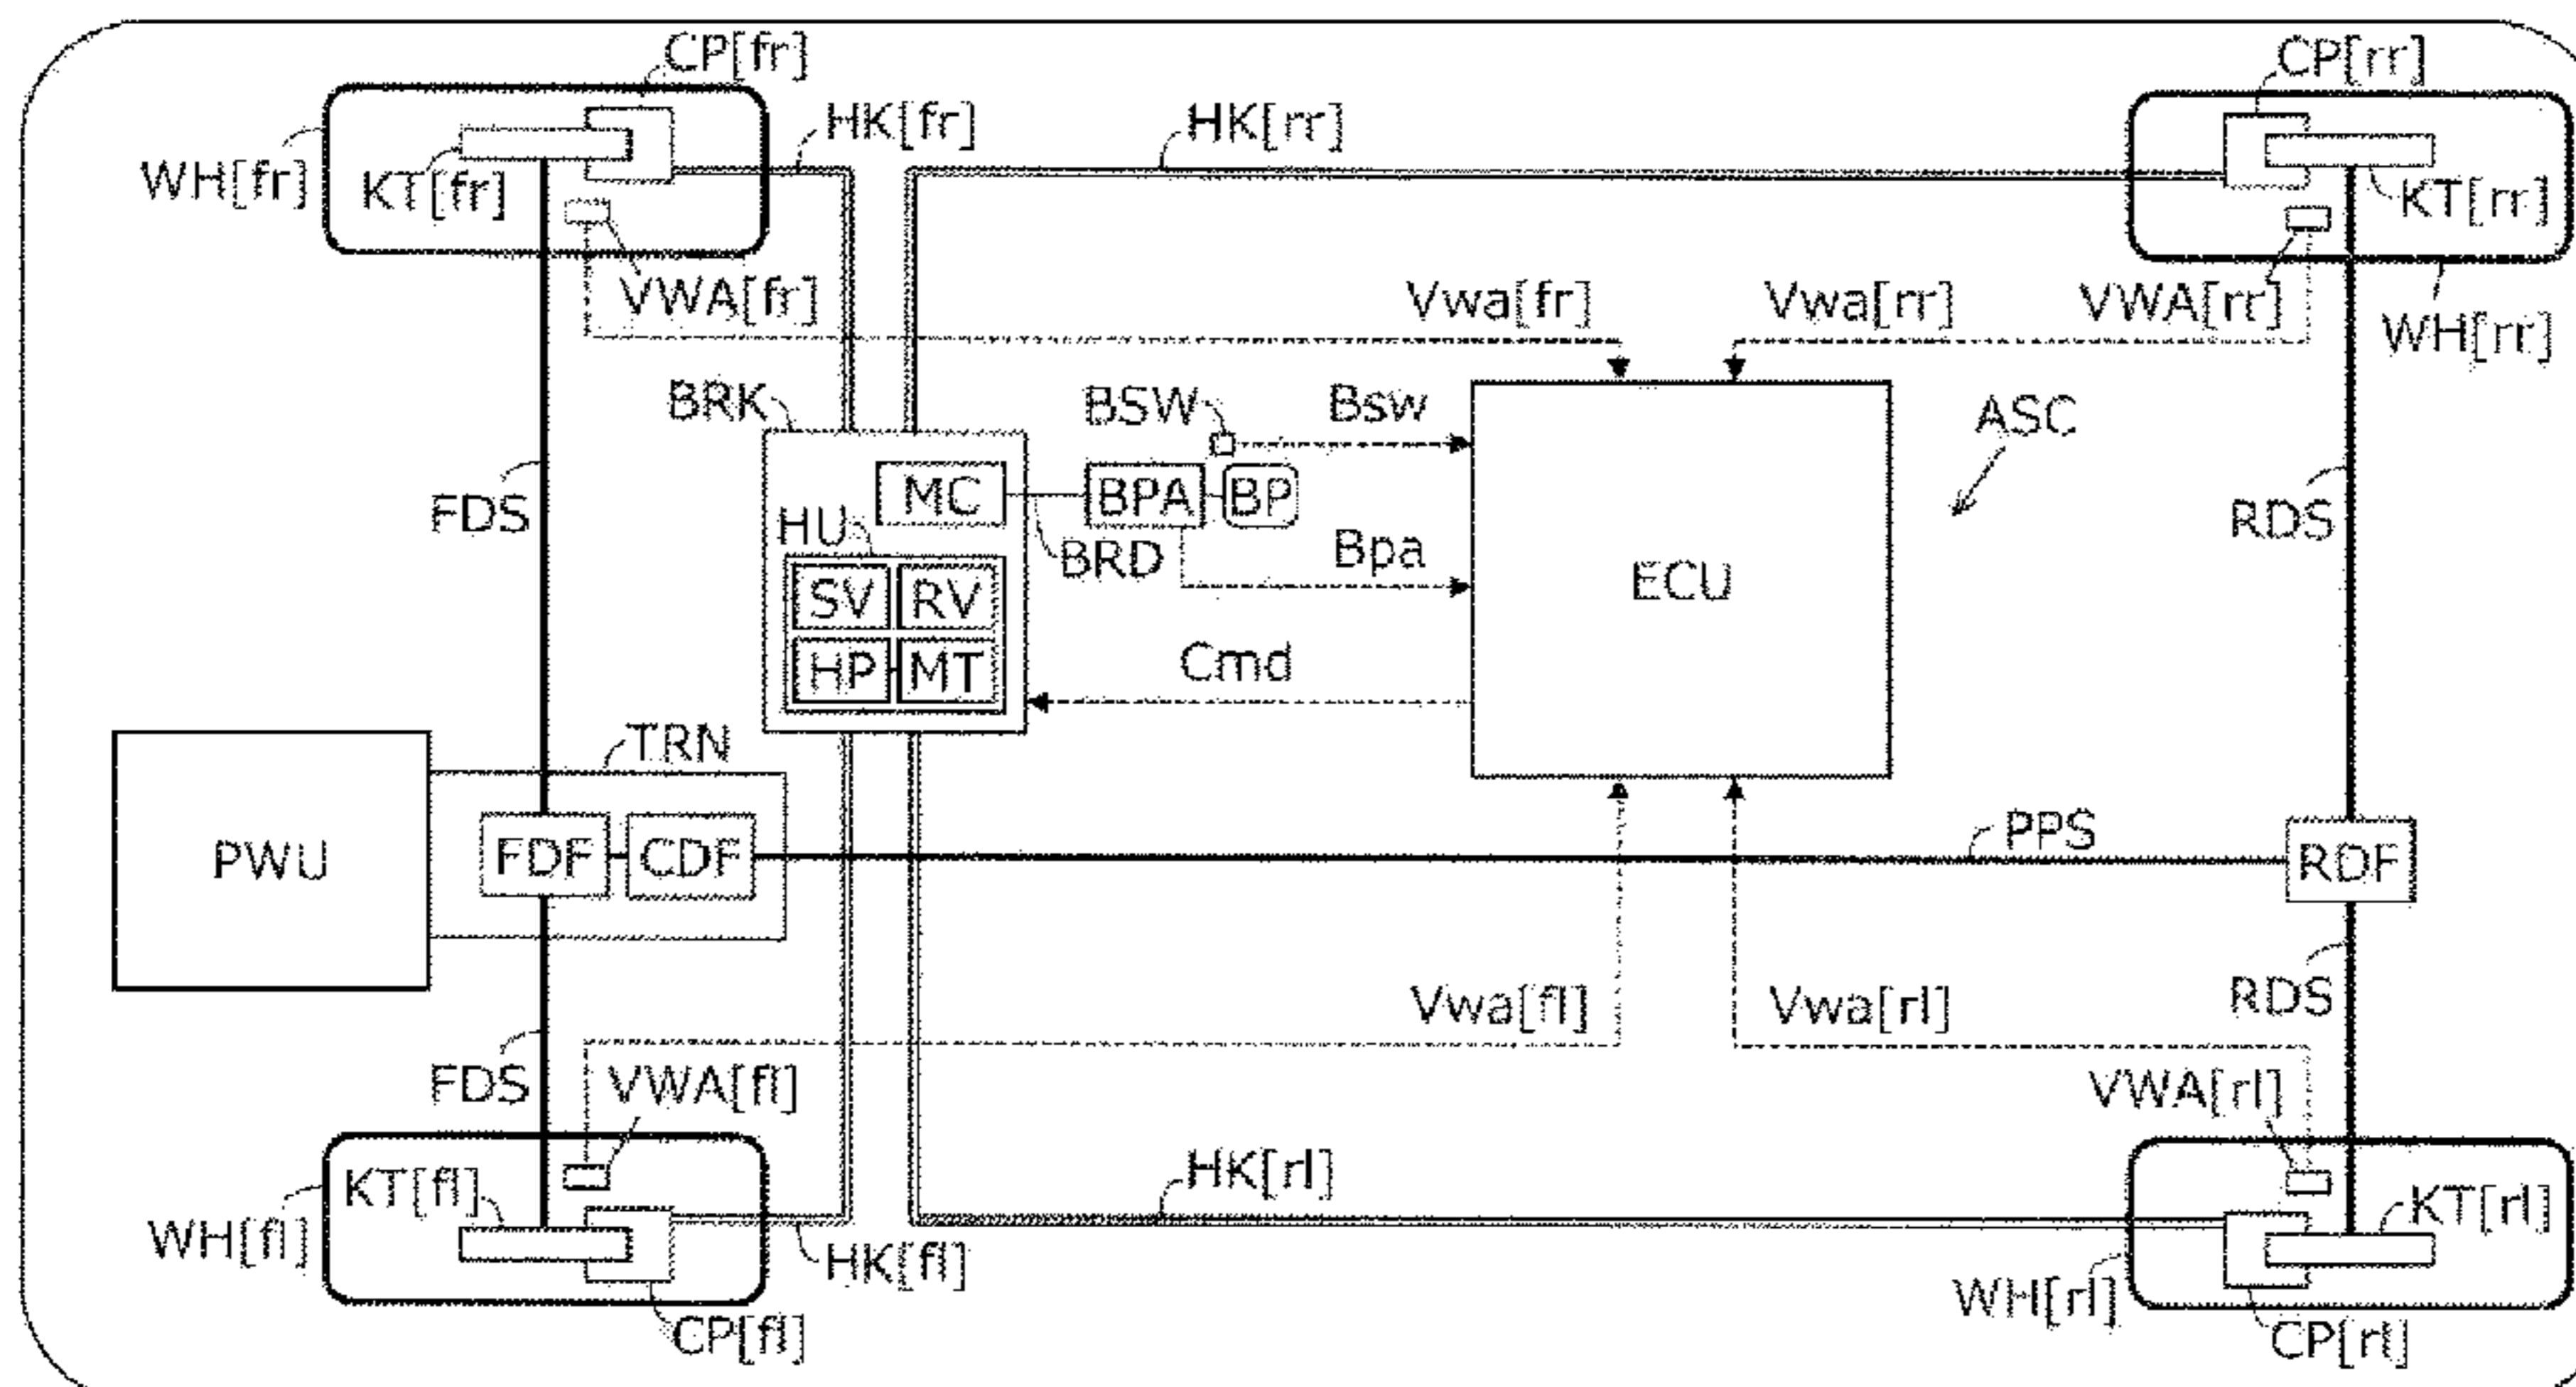 CP[fr]
CP[rr]
HK[fr]
HK[rr]
WH[fr]
KT[fr]
KT[rr]
VWA[fr]
Vwa[fr]
Vwa[rr]
VWA[rr]
WH[rr]
BRK
BSW
Bsw
ASC
MC
BPA
BP
FDS
HU
BRD
Bpa
ECU
RDS
SV
RV
HP
MT
Cmd
TRN
PWU
FDF
CDF
PPS
RDF
Vwa[fl]
Vwa[rl]
RDS
FDS
VWA[fl]
VWA[rl]
KT[fl]
HK[rl]
KT[rl]
WH[fl]
HK[fl]
WH[rl]
CP[fl]
CP[rl]